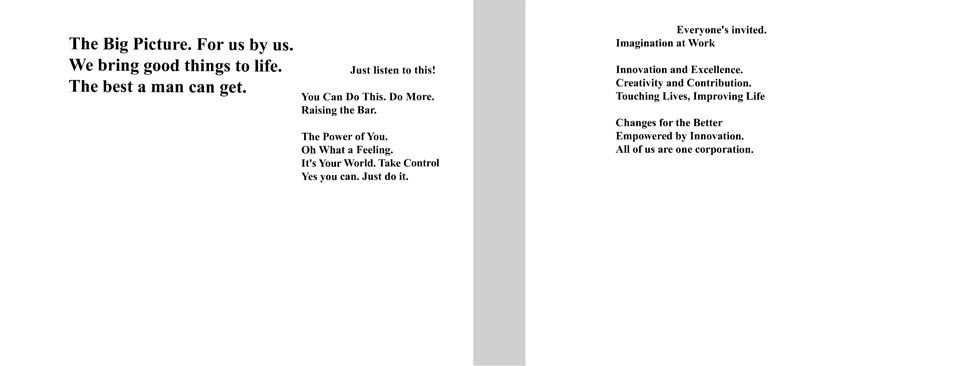 The Big Picture. For us by us.
We bring good things to life.
The best a man can get.
Just listen to this!
You Can Do This. Do More.
Raising the Bar.
The Power of You.
Oh What a Feeling.
It's Your World. Take Control
Yes you can. Just do it.
Everyone's invited.
Imagination at Work
Innovation and Excellence.
Creativity and Contribution.
Touching Lives, Improving Life
Changes for the Better
Empowered by Innovation.
All of us are one corporation.